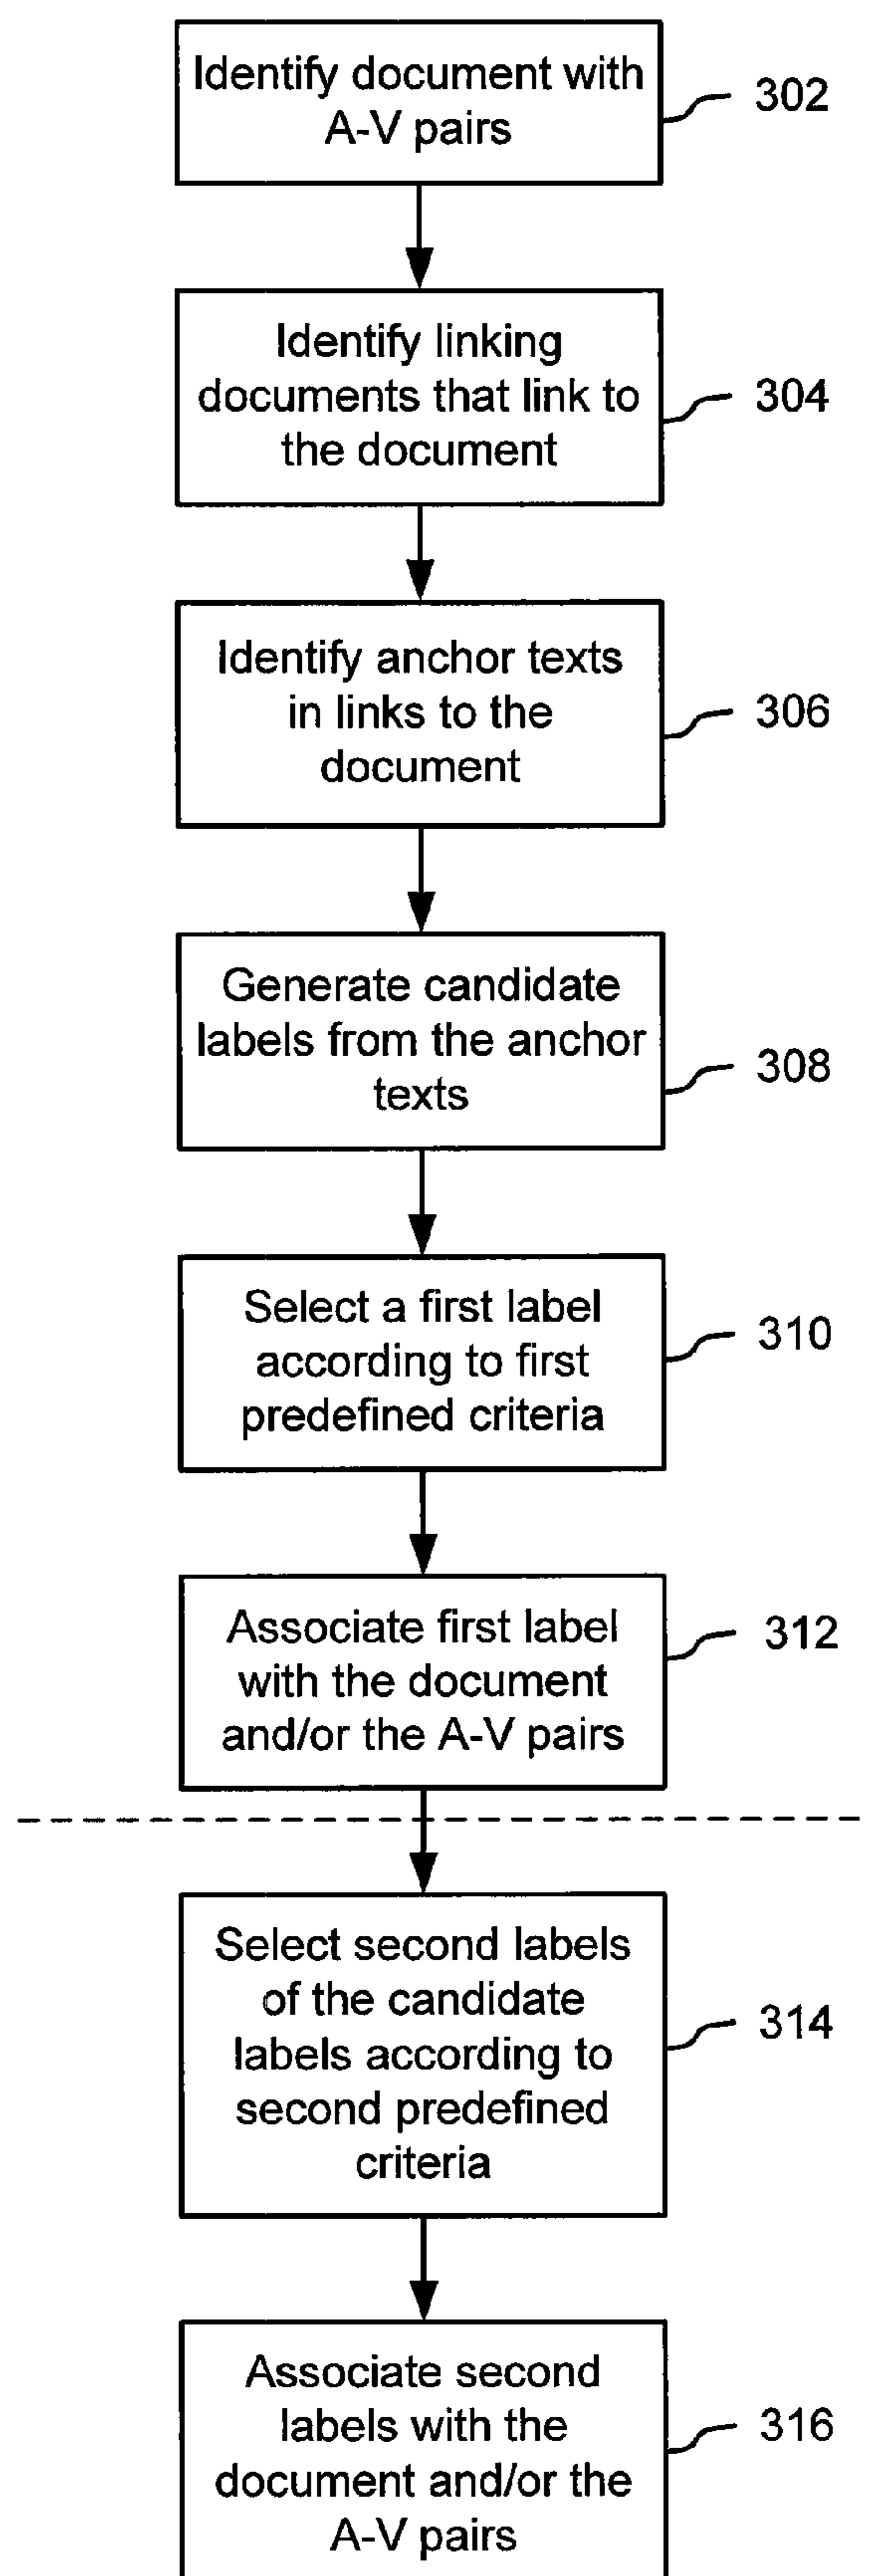 Identify document with
A-V pairs
302
Identify linking
documents that link to
the document
304
Identify anchor texts
in links to the
document
306
Generate candidate
labels from the anchor
texts
308
Select a first label
according to first
predefined criteria
310
Associate first label
with the document
and/or the A-V pairs
312
Select second labels
of the candidate
labels according to
second predefined
criteria
314
Associate second
labels with the
document and/or the
A-V pairs
316